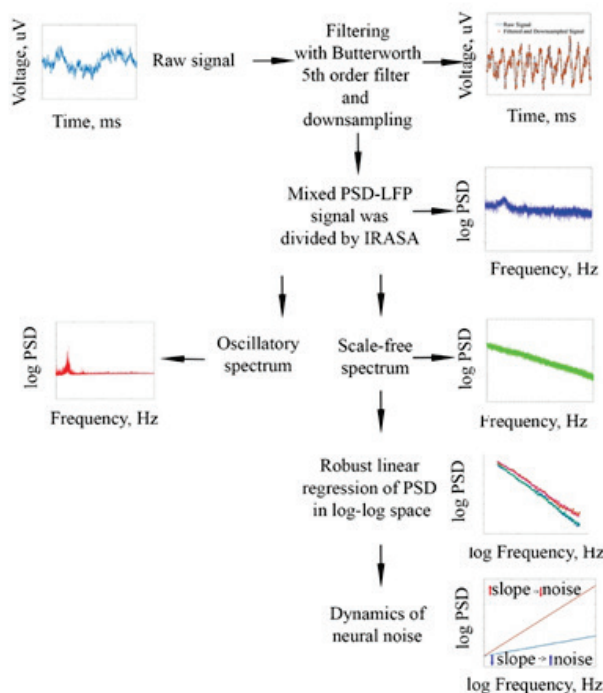 Voltage, uV
Time, ms
Raw signal
Filtering
with Butterworth
5th order filter
and
downsampling
Voltage, uV
Raw Signal
Filtered and Downsampled Signal
Time, ms
Mixed PSD-LFP
signal was
divided by IRASA
log PSD
Frequency, Hz
log PSD
Frequency, Hz
Oscillatory
spectrum
Scale-free
spectrum
log PSD
Frequency, Hz
Robust linear
regression of PSD
in log-log space
log PSD
log Frequency, Hz
Dynamics of
neural noise
log PSD
slope → noise
slope → noise
log Frequency, Hz